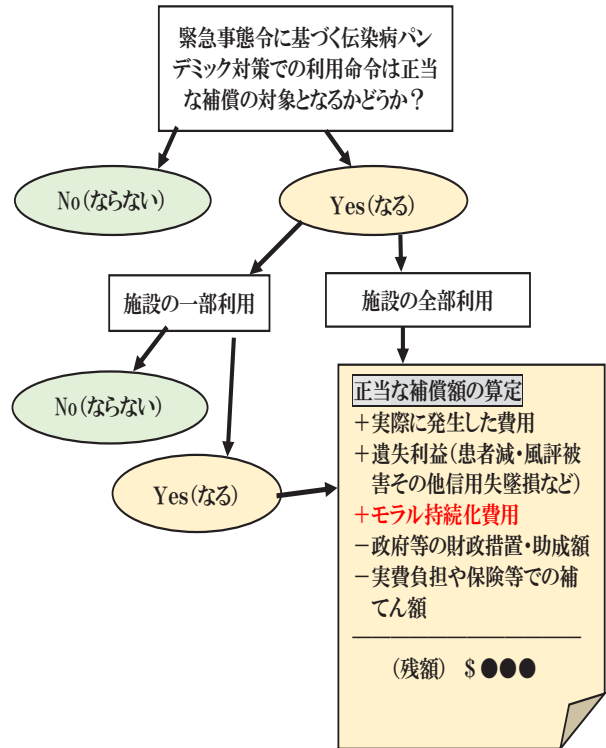 緊急事態令に基づく伝染病パン
デミック対策での利用命令は正当
な補償の対象となるかどうか？
No(ならない)
Yes(なる)
施設の一部利用
施設の全部利用
No(ならない)
Yes(なる)
正当な補償額の算定
＋実際に発生した費用
＋遺失利益(患者減・風評被
害その他信用失墜損など)
＋モラル持続化費用
－政府等の財政措置・助成額
－実費負担や保険等での補
てん額
(残額) $●●●